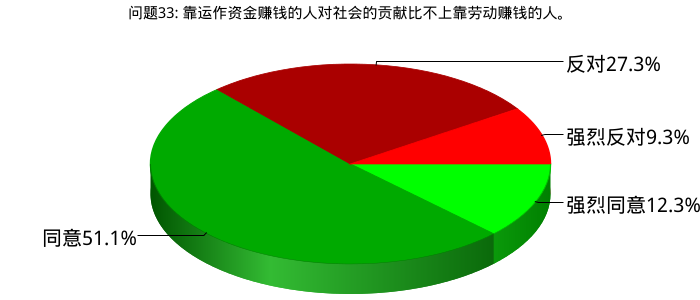 问题33: 靠运作资金赚钱的人对社会的贡献比不上靠劳动赚钱的人。
反对27.3%
强烈反对9.3%
强烈同意12.3%
同意51.1%